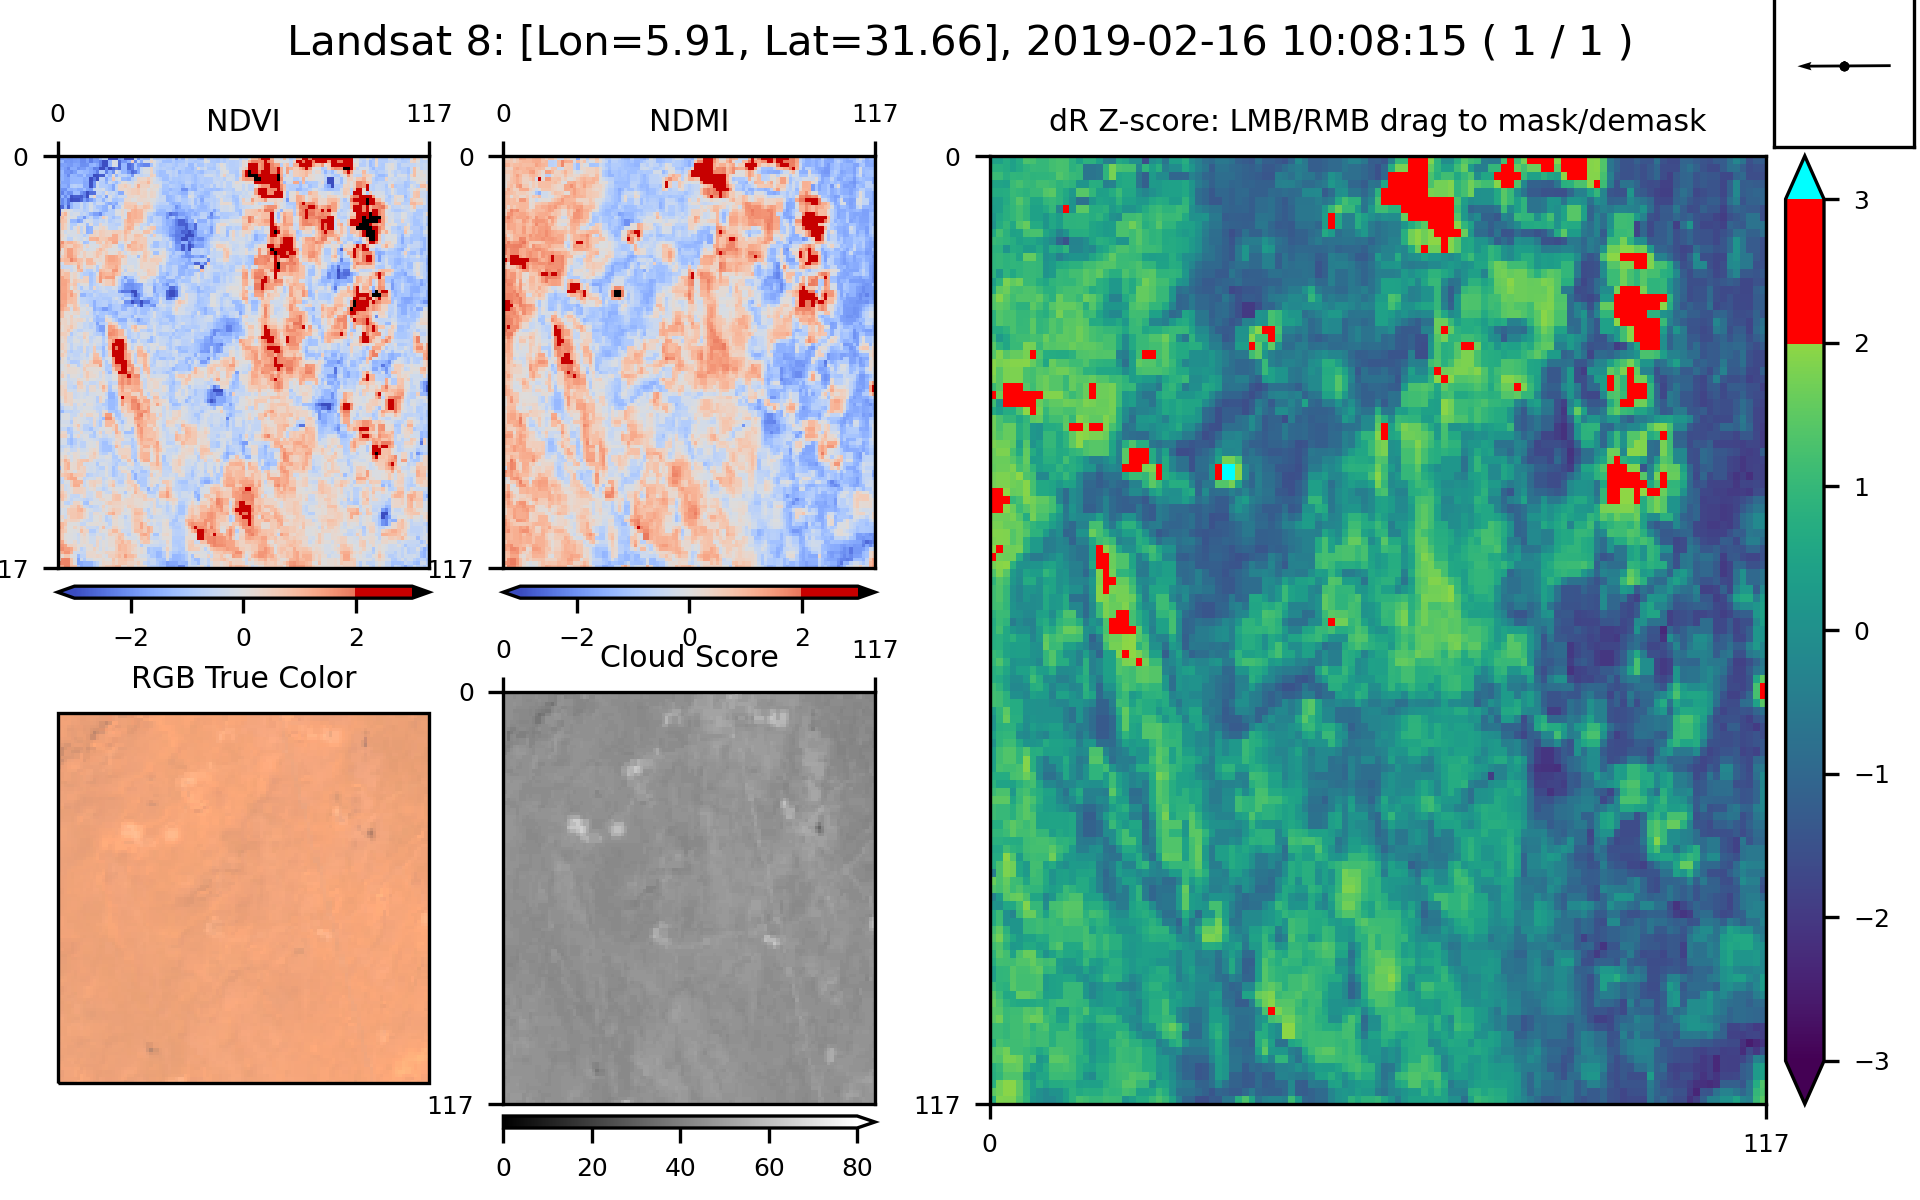 Landsat 8: [Lon=5.91, Lat=31.66], 2019-02-16 10:08:15 ( 1 / 1 )
0 NDVI 117
0 NDMI 117
dR Z-score: LMB/RMB drag to mask/demask
0
0
0
3
2
1
0
−1
−2
−3
17
117
−2 0 2
−2 0 2
RGB True Color
0 Cloud Score 117
0
117
117
0 20 40 60 80
0 117